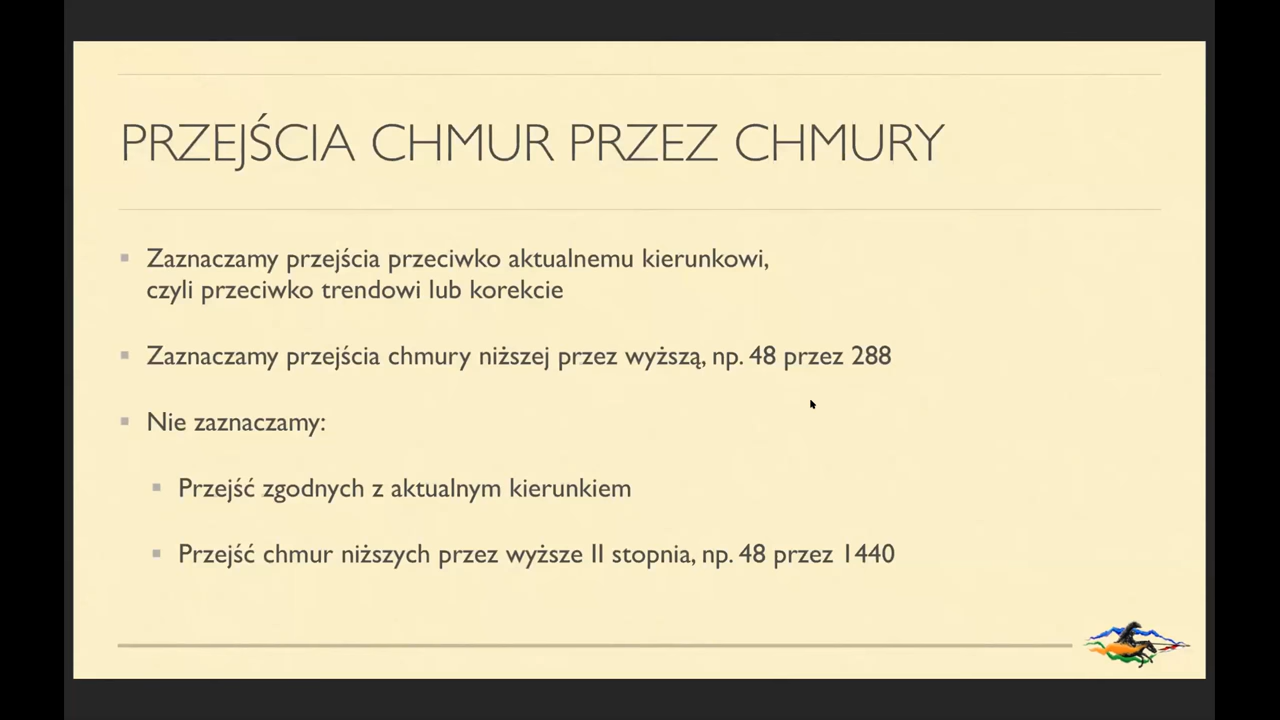 PRZEJŚCIA CHMUR PRZEZ CHMURY
Zaznaczamy przejścia przeciwko aktualnemu kierunkowi,
czyli przeciwko trendowi lub korekcie
Zaznaczamy przejścia chmury niższej przez wyższą, np. 48 przez 288
Nie zaznaczamy:
Przejść zgodnych z aktualnym kierunkiem
Przejść chmur niższych przez wyższe II stopnia, np. 48 przez 1440